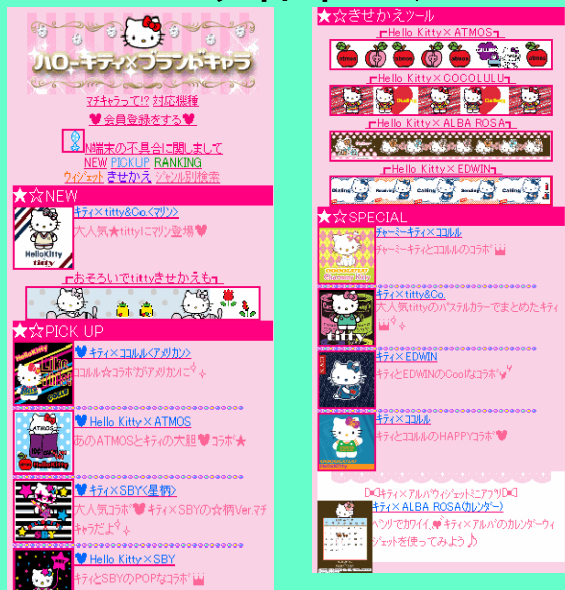 ハローキティ×ブランドキャラ
マチキャラって!? 対応機種
♥会員登録をする♥
N端末の不具合に関しまして
NEW PICKUP RANKING
ウィジェット きせかえ ジャンル別検索
★☆NEW
キティ×titty&Co.<マリン>
大人気★tittyにマリン登場♥
HelloKitty
titty
┏おそろいでtittyきせかえも┓
★☆PICK UP
♥キティ×ココルル<アメリカン>
ココルル☆コラボがアメリカンに
♥Hello Kitty×ATMOS
あのATMOSとキティの大胆♥コラボ★
♥キティ×SBY<星柄>
大人気コラボ♥キティ×SBYの☆柄Ver.マチキャラだよ
♥Hello Kitty×SBY
キティとSBYのPOPなコラボ
★☆きせかえツール
┏Hello Kitty×ATMOS┓
┏Hello Kitty×COCOLULU┓
┏Hello Kitty×ALBA ROSA┓
┏Hello Kitty×EDWIN┓
Dialing Receiving Calling Dialing
★☆SPECIAL
チャーミーキティ×ココルル
チャーミーキティとココルルのコラボ
キティ×titty&Co.
大人気tittyのパステルカラーでまとめたキティ
キティ×EDWIN
キティとEDWINのCoolなコラボ
キティ×ココルル
キティとココルルのHAPPYコラボ♥
キティ×アルバウィジェットミニアプリ
キティ×ALBA ROSA(カレンダー)
ベンリでカワイイ♥キティ×アルバのカレンダーウィジェットを使ってみよう♪